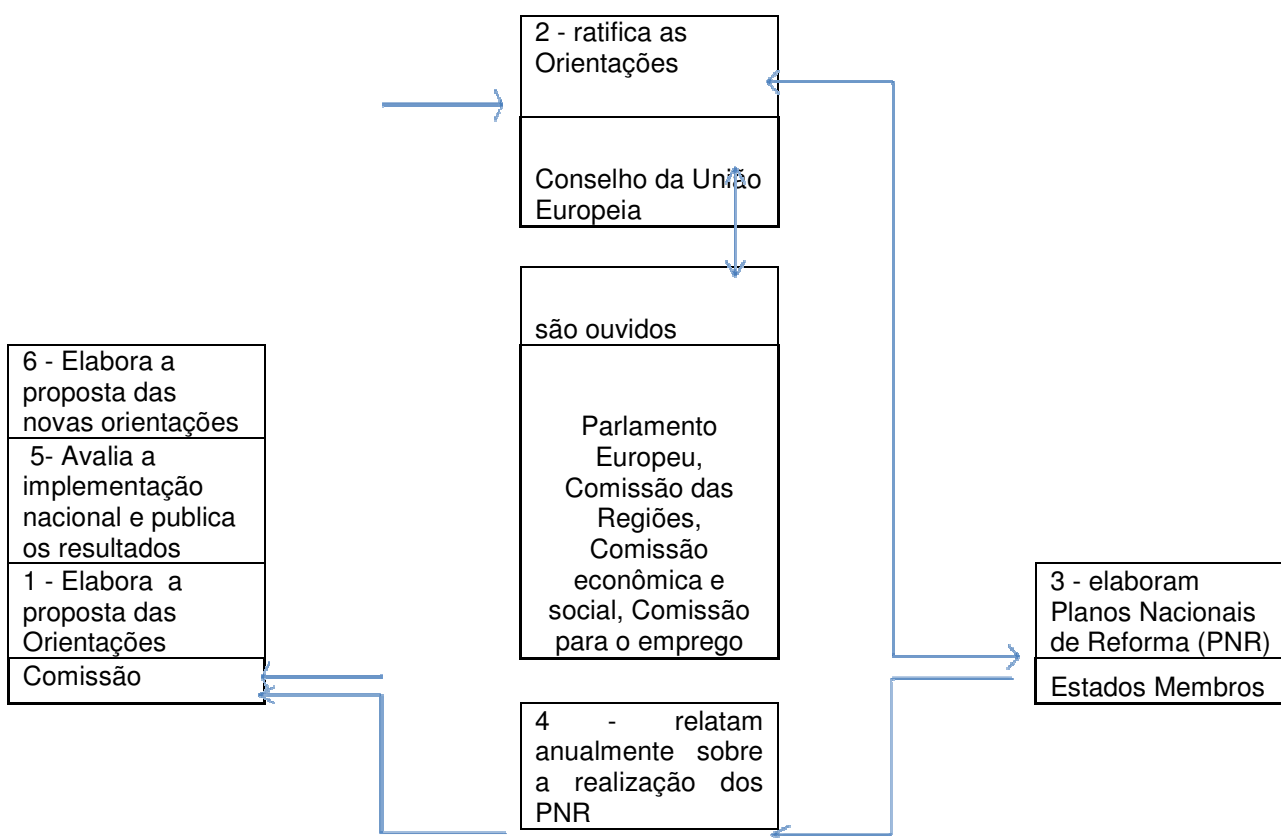 2 - ratifica as
Orientações
Conselho da União
Europeia
são ouvidos
Parlamento
Europeu,
Comissão das
Regiões,
Comissão
econômica e
social, Comissão
para o emprego
6 - Elabora a
proposta das
novas orientações
5- Avalia a
implementação
nacional e publica
os resultados
1 - Elabora a
proposta das
Orientações
Comissão
3 - elaboram
Planos Nacionais
de Reforma (PNR)
Estados Membros
4 - relatam
anualmente sobre
a realização dos
PNR